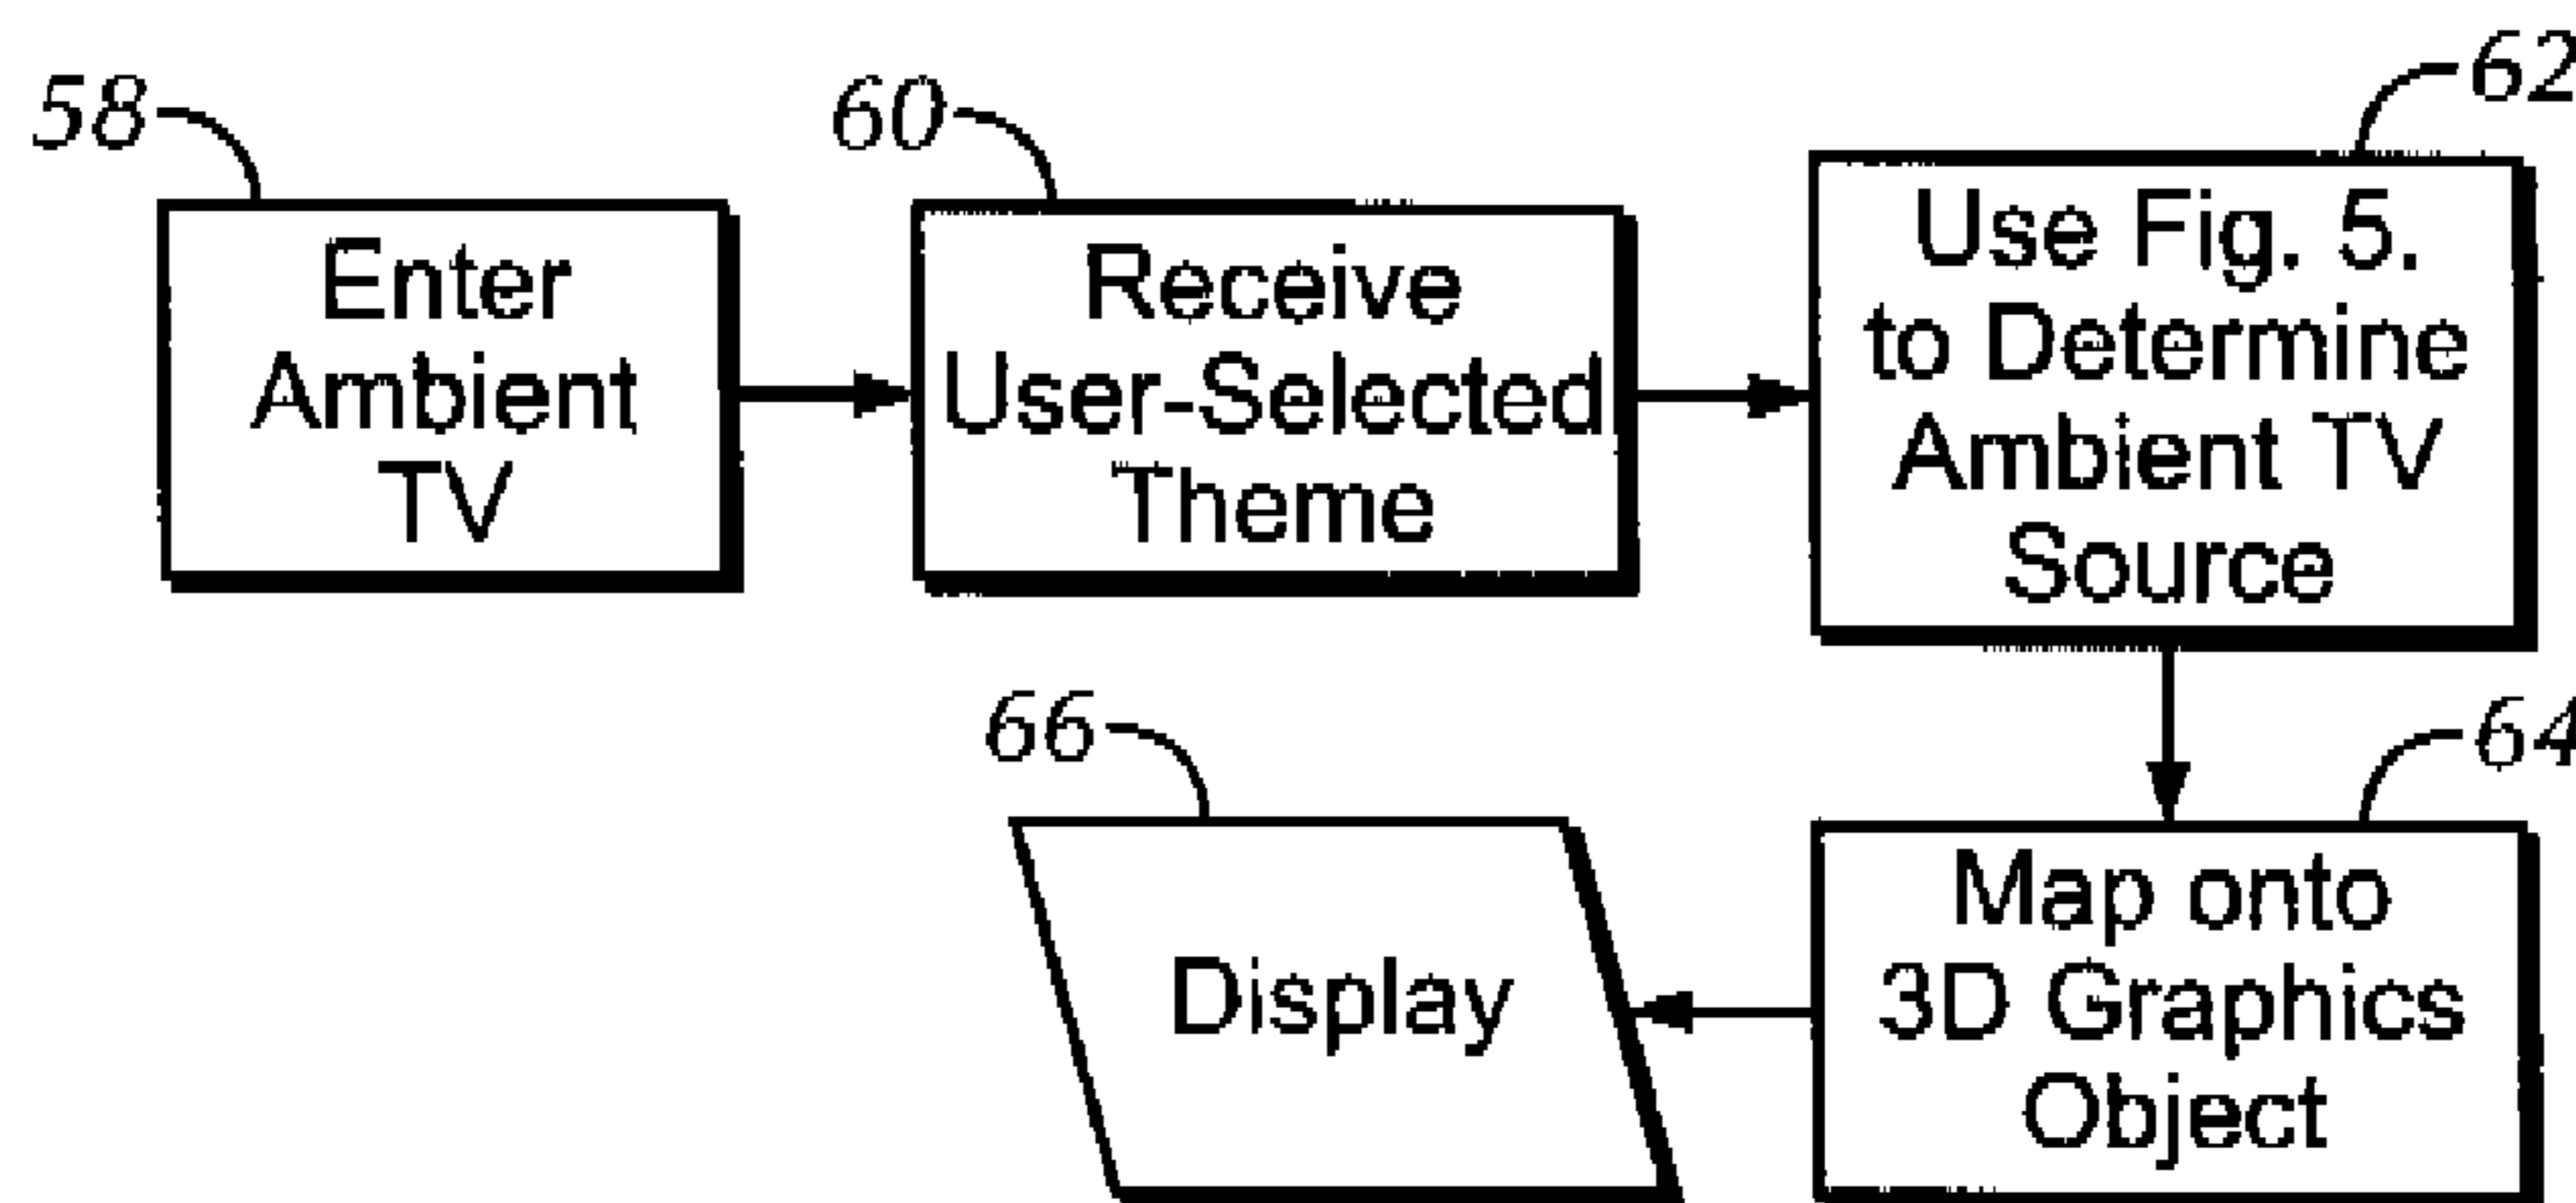 58
Enter
Ambient
TV
60
Receive
User-Selected
Theme
62
Use Fig. 5.
to Determine
Ambient TV
Source
64
Map onto
3D Graphics
Object
66
Display